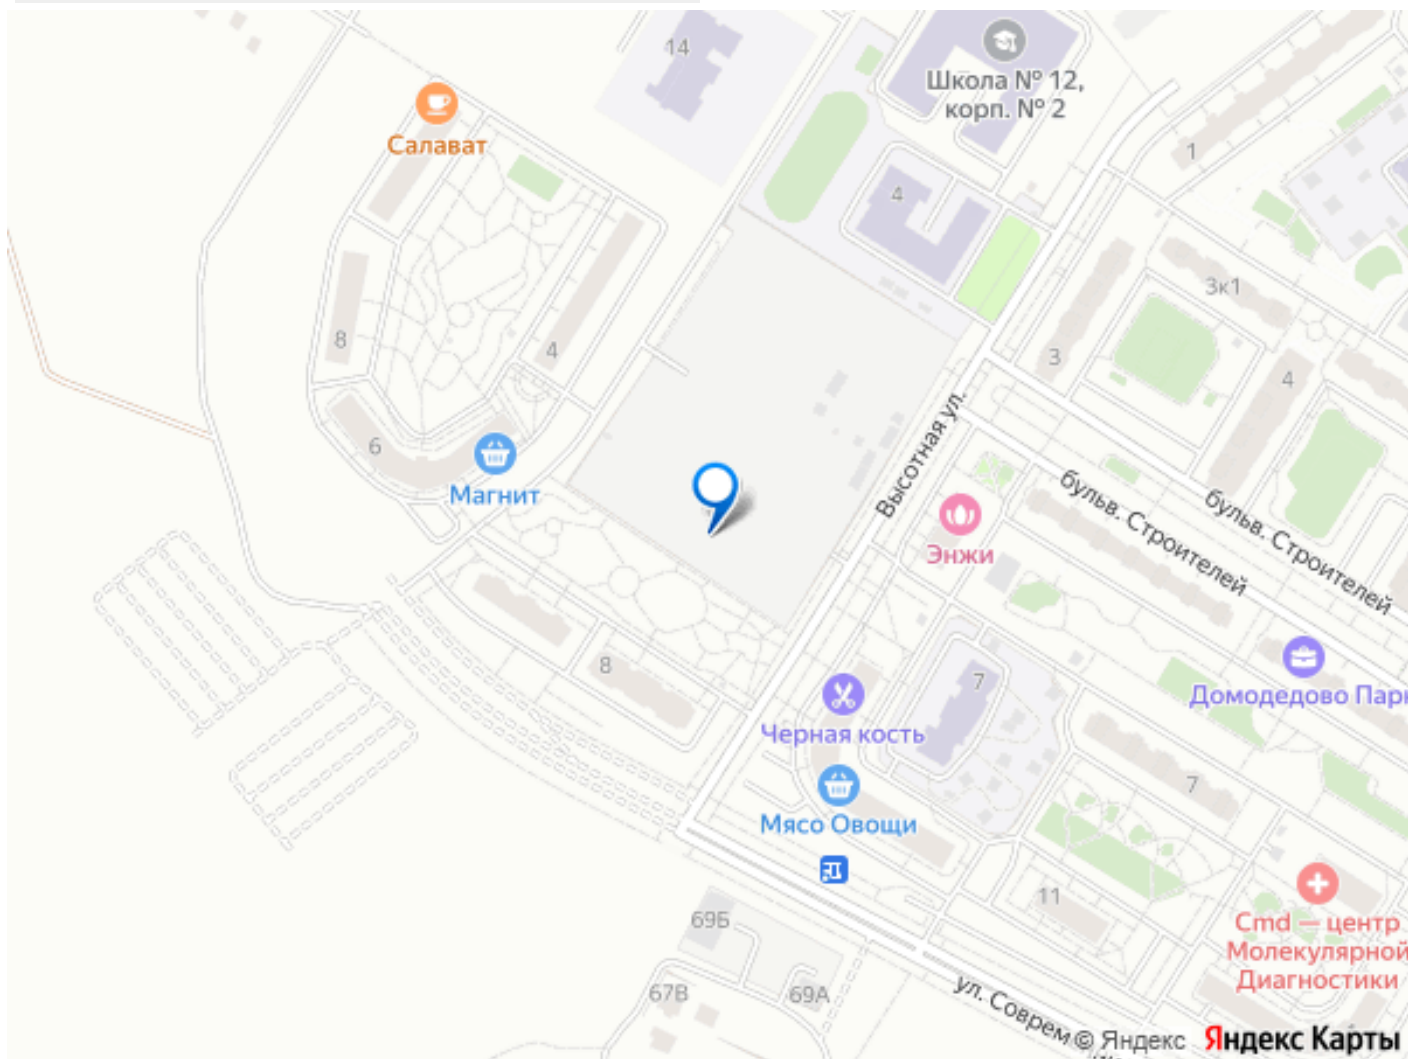 14
Школа № 12,
корп. № 2
Салават
1
4
3к1
8
4
3
4
6
Магнит
Высотная ул.
бульв. Строителей
бульв. Строителей
Энжи
8
7
Домодедово Пар
Черная кость
7
Мясо Овощи
11
69Б
Cmd — центр
Молекулярной
Диагностики
67В
69А
ул. Соврем
© Яндекс Яндекс Карты